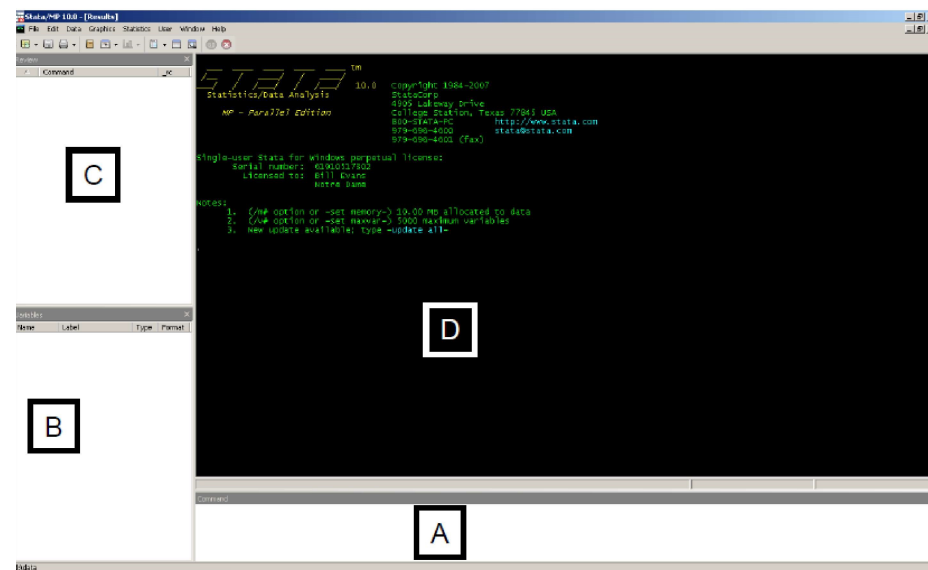 Stata/MP 10.0 - [Results]
File Edit Data Graphics Statistics User Window Help
Review
Command _rc
C
STATA TM
10.0 Copyright 1984-2007
Statistics/Data Analysis StataCorp
4905 Lakeway Drive
MP - Parallel Edition College Station, Texas 77845 USA
800-STATA-PC http://www.stata.com
979-696-4600 stata@stata.com
979-696-4601 (fax)
Single-user Stata for Windows perpetual license:
Serial number: 61910517302
Licensed to: Bill Evans
Notre Dame
Notes:
1. (/m# option or -set memory-) 10.00 MB allocated to data
2. (/v# option or -set maxvar-) 5000 maximum variables
3. New update available; type -update all-
.
D
Variables
Name Label Type Format
B
Command
A